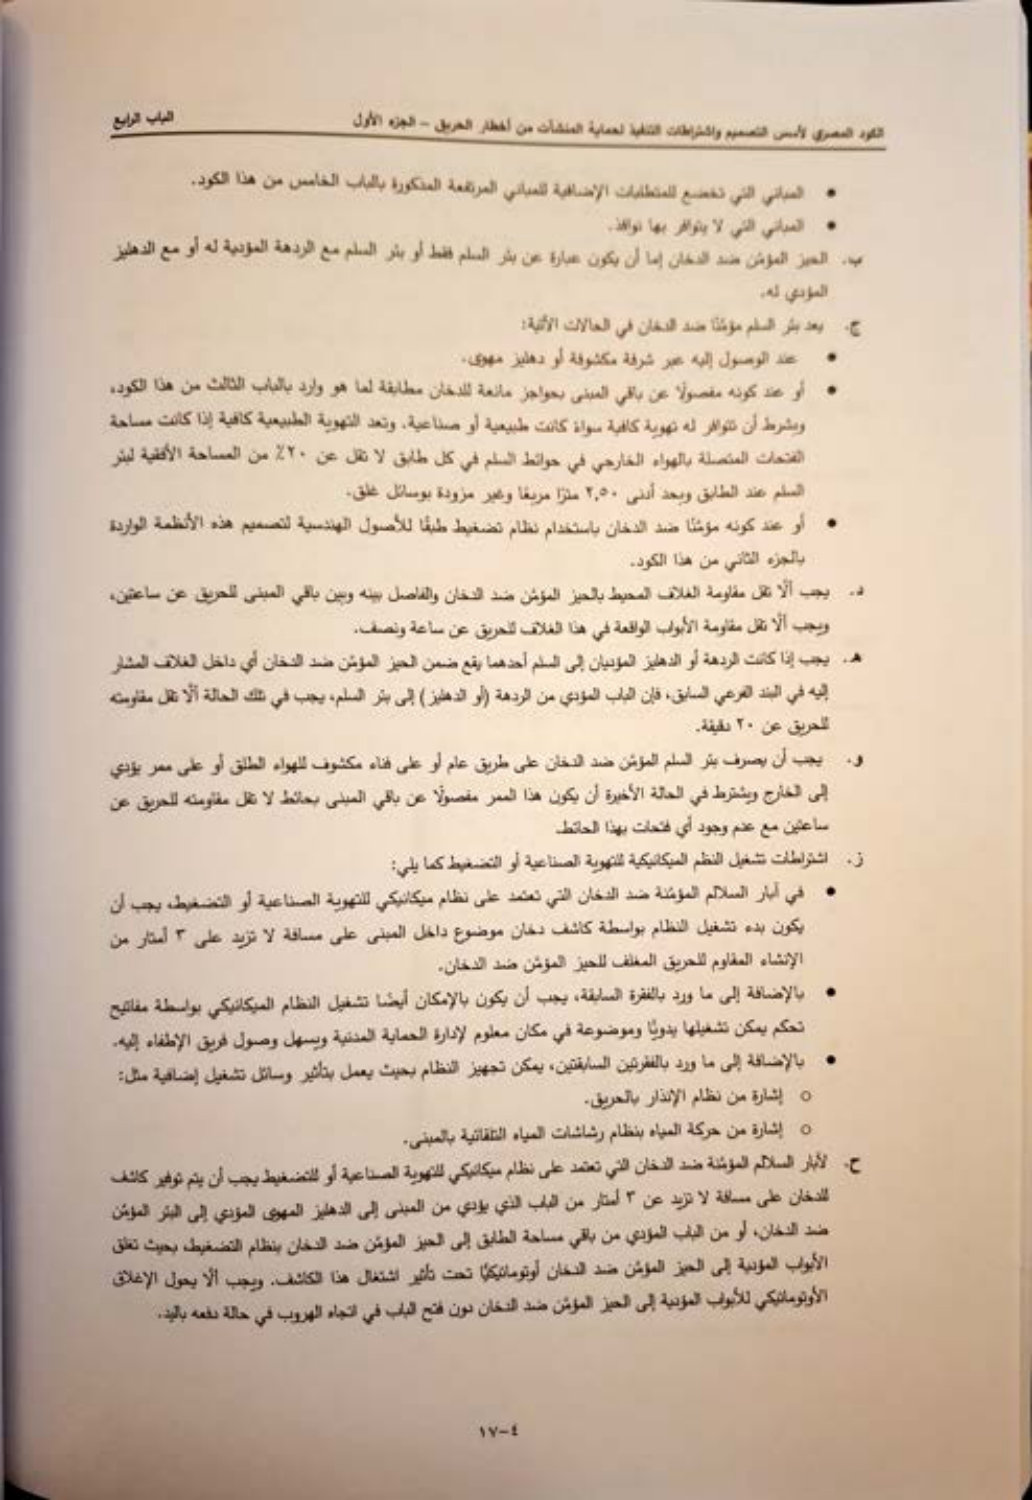 الكود المصري لأسس التصميم واشتراطات التنفيذ لحماية المنشآت من أخطار الحريق – الجزء الأول
الباب الرابع
• المباني التي تخضع للمتطلبات الإضافية للمباني المرتفعة المذكورة بالباب الخامس من هذا الكود.
• المباني التي لا يتوافر بها نوافذ.
ب. الحيز المؤمَّن ضد الدخان إما أن يكون عبارة عن بئر السلم فقط أو بئر السلم مع الردهة المؤدية له أو مع الدهليز
المؤدي له.
ج. يعد بئر السلم مؤمَّنًا ضد الدخان في الحالات الآتية:
• عند الوصول إليه عبر شرفة مكشوفة أو دهليز مهوى.
• أو عند كونه مفصولًا عن باقي المبنى بحواجز مانعة للدخان مطابقة لما هو وارد بالباب الثالث من هذا الكود،
وبشرط أن تتوافر له تهوية كافية سواءً كانت طبيعية أو صناعية. وتعد التهوية الطبيعية كافية إذا كانت مساحة
الفتحات المتصلة بالهواء الخارجي في حوائط السلم في كل طابق لا تقل عن ٢٠٪ من المساحة الأفقية لبئر
السلم عند الطابق وبحد أدنى ٢,٥٠ مترًا مربعًا وغير مزودة بوسائل غلق.
• أو عند كونه مؤمَّنًا ضد الدخان باستخدام نظام تضغيط طبقًا للأصول الهندسية لتصميم هذه الأنظمة الواردة
بالجزء الثاني من هذا الكود.
د. يجب ألّا تقل مقاومة الغلاف المحيط بالحيز المؤمَّن ضد الدخان والفاصل بينه وبين باقي المبنى للحريق عن ساعتين،
ويجب ألّا تقل مقاومة الأبواب الواقعة في هذا الغلاف للحريق عن ساعة ونصف.
هـ. يجب إذا كانت الردهة أو الدهليز المؤديان إلى السلم أحدهما يقع ضمن الحيز المؤمَّن ضد الدخان أي داخل الغلاف المشار
إليه في البند الفرعي السابق، فإن الباب المؤدي من الردهة (أو الدهليز) إلى بئر السلم، يجب في تلك الحالة ألّا تقل مقاومته
للحريق عن ٢٠ دقيقة.
و. يجب أن يصرف بئر السلم المؤمَّن ضد الدخان على طريق عام أو على فناء مكشوف للهواء الطلق أو على ممر يؤدي
إلى الخارج ويشترط في الحالة الأخيرة أن يكون هذا الممر مفصولًا عن باقي المبنى بحائط لا تقل مقاومته للحريق عن
ساعتين مع عدم وجود أي فتحات بهذا الحائط.
ز. اشتراطات تشغيل النظم الميكانيكية للتهوية الصناعية أو التضغيط كما يلي:
• في آبار السلالم المؤمَّنة ضد الدخان التي تعتمد على نظام ميكانيكي للتهوية الصناعية أو التضغيط، يجب أن
يكون بدء تشغيل النظام بواسطة كاشف دخان موضوع داخل المبنى على مسافة لا تزيد على ٣ أمتار من
الإنشاء المقاوم للحريق المغلف للحيز المؤمَّن ضد الدخان.
• بالإضافة إلى ما ورد بالفقرة السابقة، يجب أن يكون بالإمكان أيضًا تشغيل النظام الميكانيكي بواسطة مفاتيح
تحكم يمكن تشغيلها يدويًّا وموضوعة في مكان معلوم لإدارة الحماية المدنية ويسهل وصول فريق الإطفاء إليه.
• بالإضافة إلى ما ورد بالفقرتين السابقتين، يمكن تجهيز النظام بحيث يعمل بتأثير وسائل تشغيل إضافية مثل:
○ إشارة من نظام الإنذار بالحريق.
○ إشارة من حركة المياه بنظام رشاشات المياه التلقائية بالمبنى.
ح. لآبار السلالم المؤمَّنة ضد الدخان التي تعتمد على نظام ميكانيكي للتهوية الصناعية أو للتضغيط يجب أن يتم توفير كاشف
للدخان على مسافة لا تزيد عن ٣ أمتار من الباب الذي يؤدي من المبنى إلى الدهليز المهوى المؤدي إلى البئر المؤمَّن
ضد الدخان، أو من الباب المؤدي من باقي مساحة الطابق إلى الحيز المؤمَّن ضد الدخان بنظام التضغيط، بحيث تغلق
الأبواب المؤدية إلى الحيز المؤمَّن ضد الدخان أوتوماتيكيًّا تحت تأثير اشتغال هذا الكاشف. ويجب ألّا يحول الإغلاق
الأوتوماتيكي للأبواب المؤدية إلى الحيز المؤمَّن ضد الدخان دون فتح الباب في اتجاه الهروب في حالة دفعه باليد.
٤-١٧